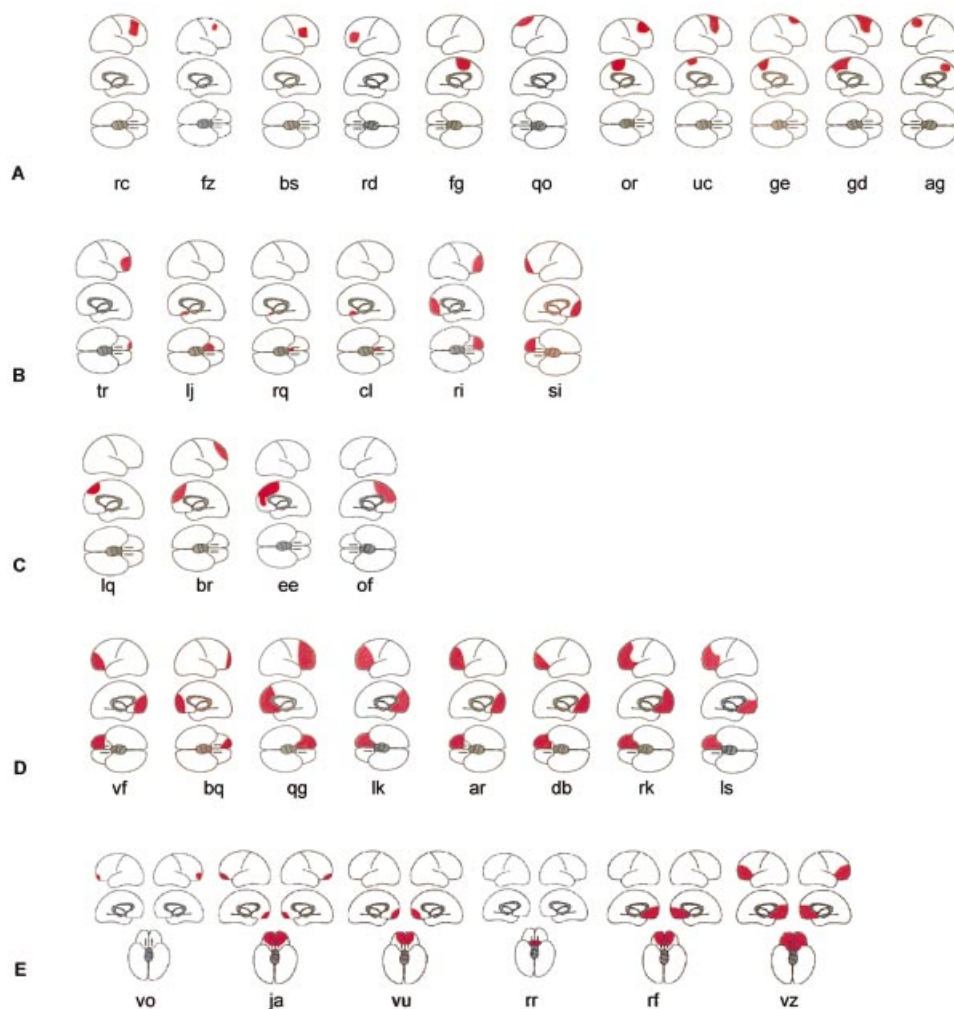 A
rc fz bs rd fg qo or uc ge gd ag
B
tr lj rq cl ri si
C
lq br ee of
D
vf bq qg lk ar db rk ls
E
vo ja vu rr rf vz